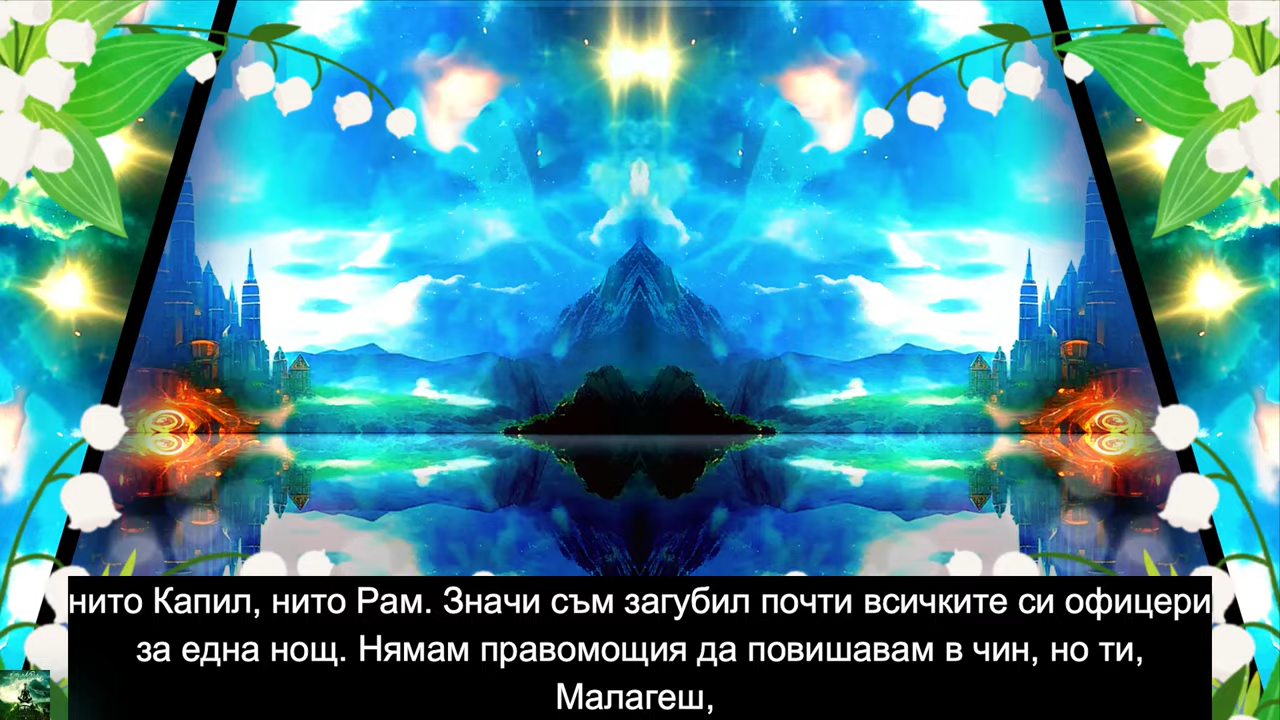 нито Капил, нито Рам. Значи съм загубил почти всичките си офицери
за една нощ. Нямам правомощия да повишавам в чин, но ти,
Малагеш,